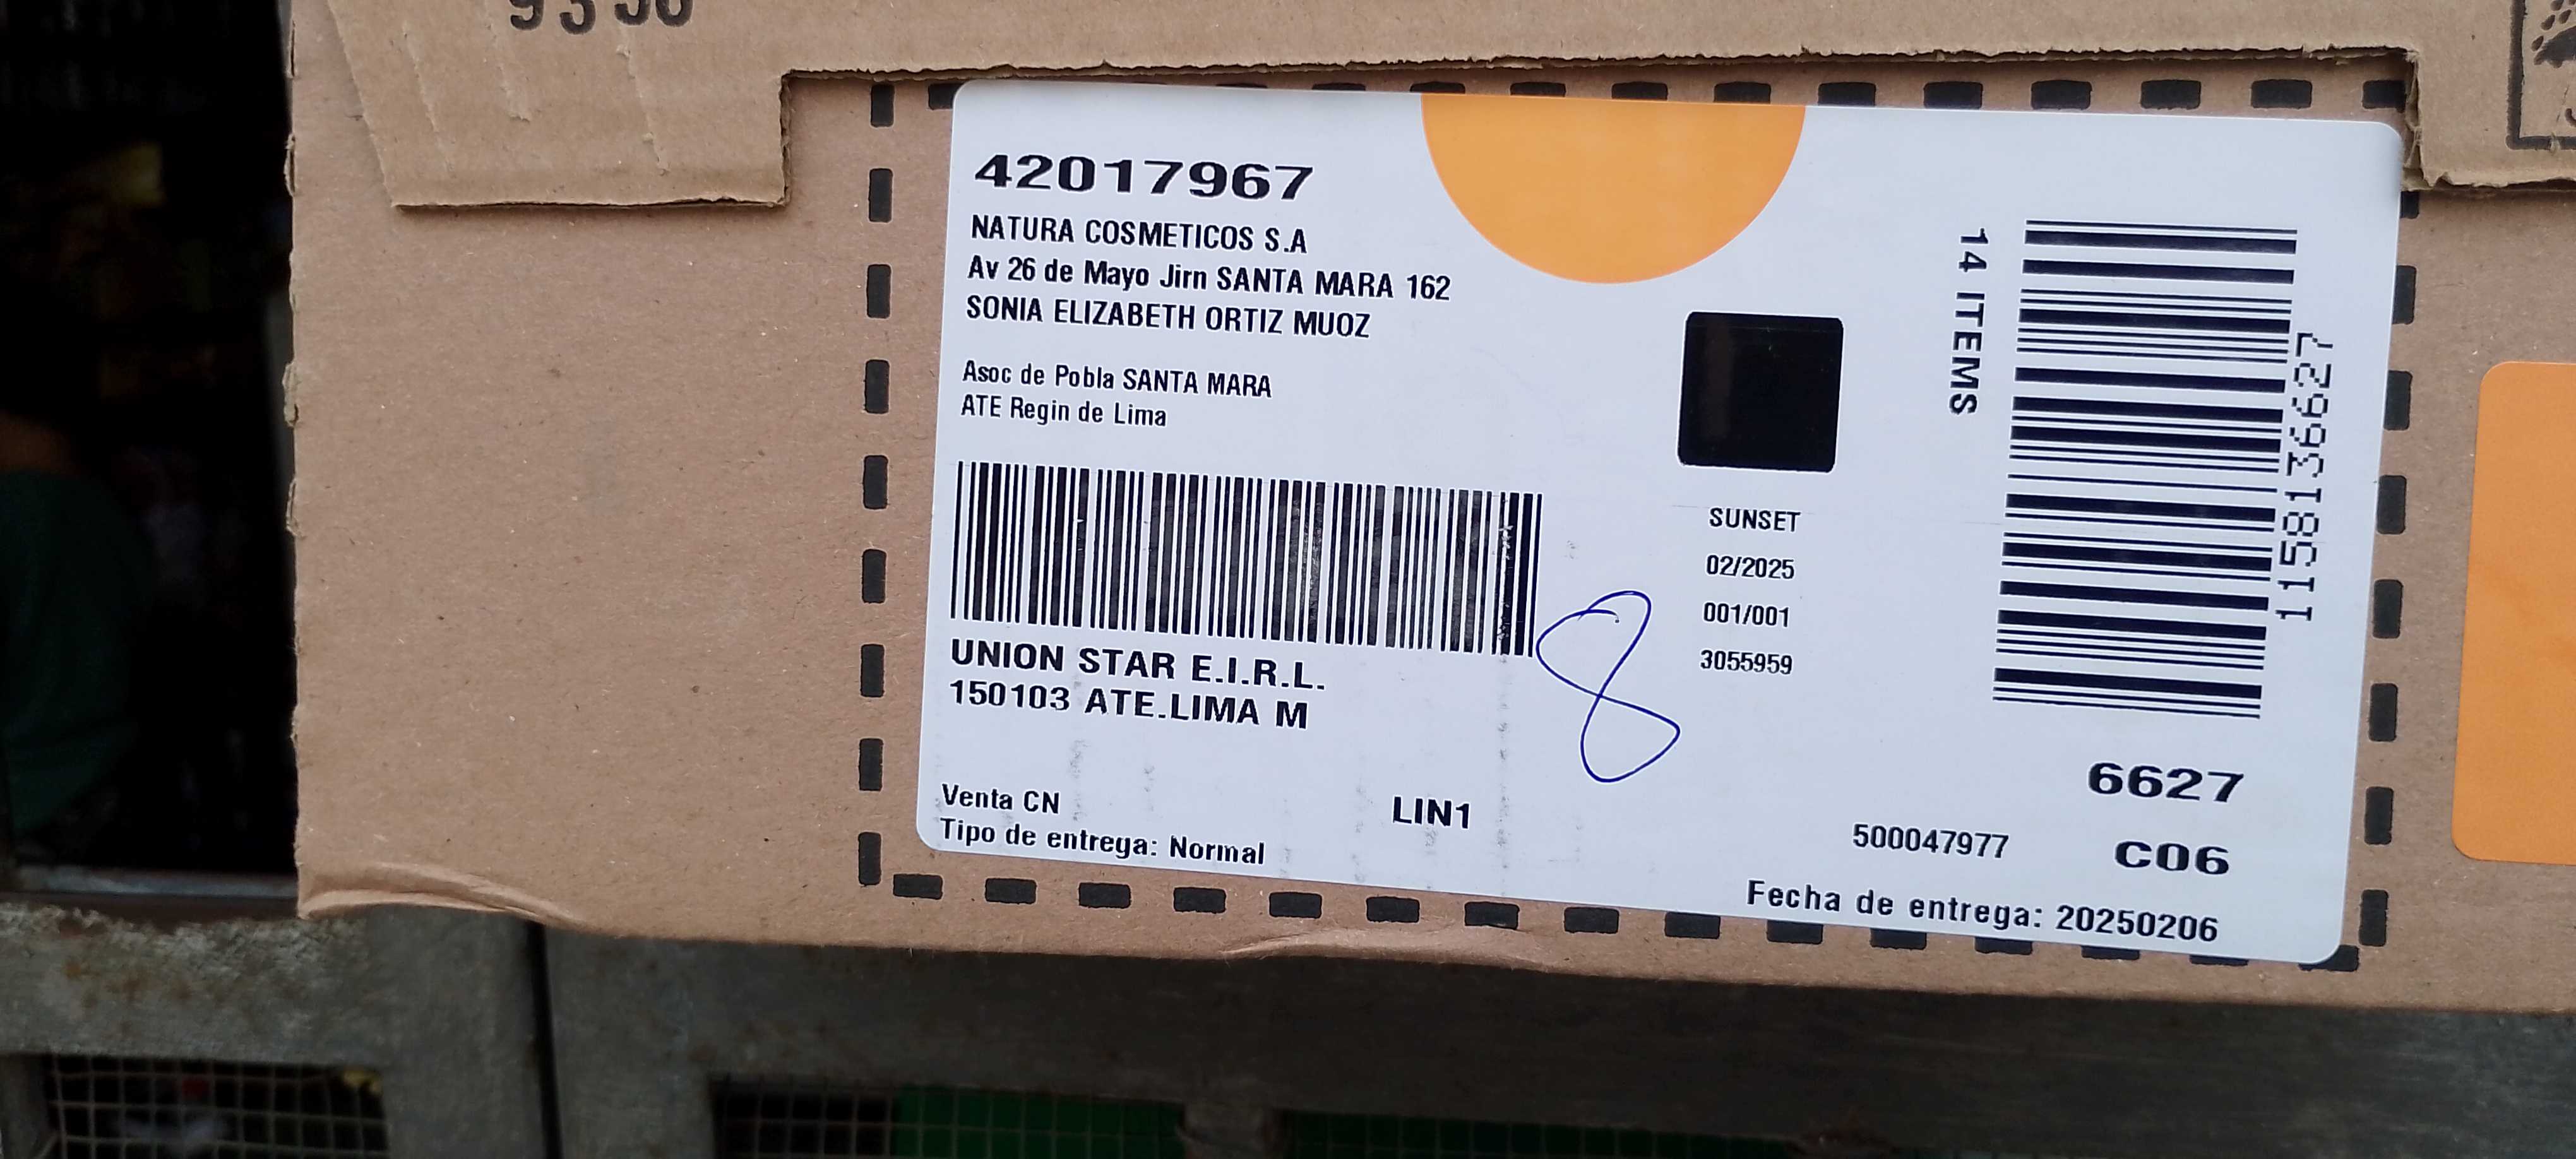 42017967
NATURA COSMETICOS S.A
Av 26 de Mayo Jirn SANTA MARA 162
SONIA ELIZABETH ORTIZ MUOZ
Asoc de Pobla SANTA MARA
ATE Regin de Lima
UNION STAR E.I.R.L.
150103 ATE.LIMA M
8
Venta CN
Tipo de entrega: Normal
LIN1
SUNSET
02/2025
001/001
3055959
14 ITEMS
1158136627
6627
500047977
C06
Fecha de entrega: 20250206